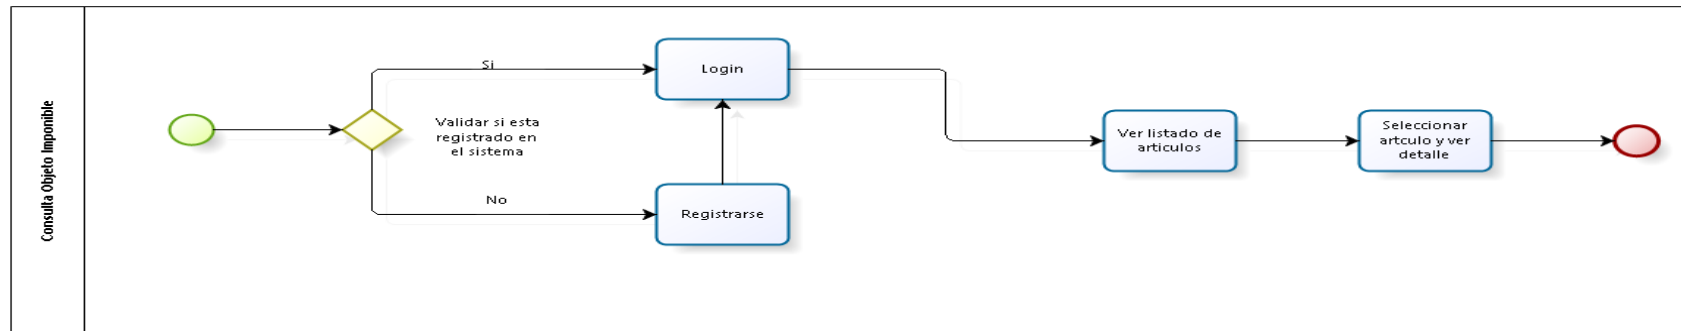 Consulta Objeto Imponible
Si
Login
Validar si esta
registrado en
el sistema
No
Registrarse
Ver listado de
articulos
Seleccionar
artculo y ver
detalle